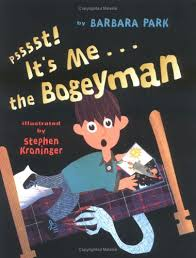 by BARBARA PARK
PSSSST!
It's Me...
the Bogeyman
illustrated
by
Stephen
Kroninger